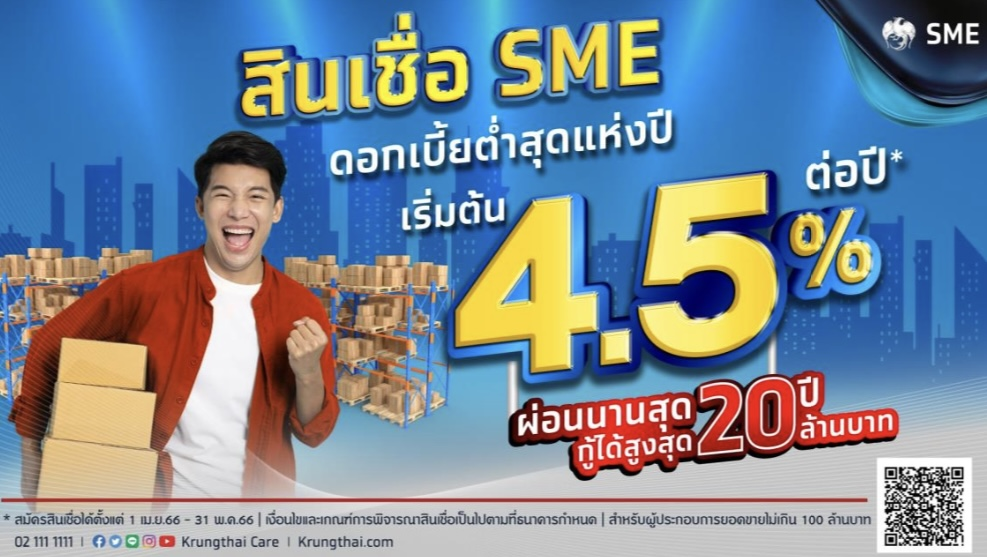 SME
สินเชื่อ SME
ดอกเบี้ยต่ำสุดแห่งปี
เริ่มต้น 4.5% ต่อปี*
ผ่อนนานสุด 20 ปี
กู้ได้สูงสุด 20 ล้านบาท
* สมัครสินเชื่อได้ตั้งแต่ 1 เม.ย.66 - 31 พ.ค.66 | เงื่อนไขและเกณฑ์การพิจารณาสินเชื่อเป็นไปตามที่ธนาคารกำหนด | สำหรับผู้ประกอบการยอดขายไม่เกิน 100 ล้านบาท
02 111 1111 | Krungthai Care | Krungthai.com